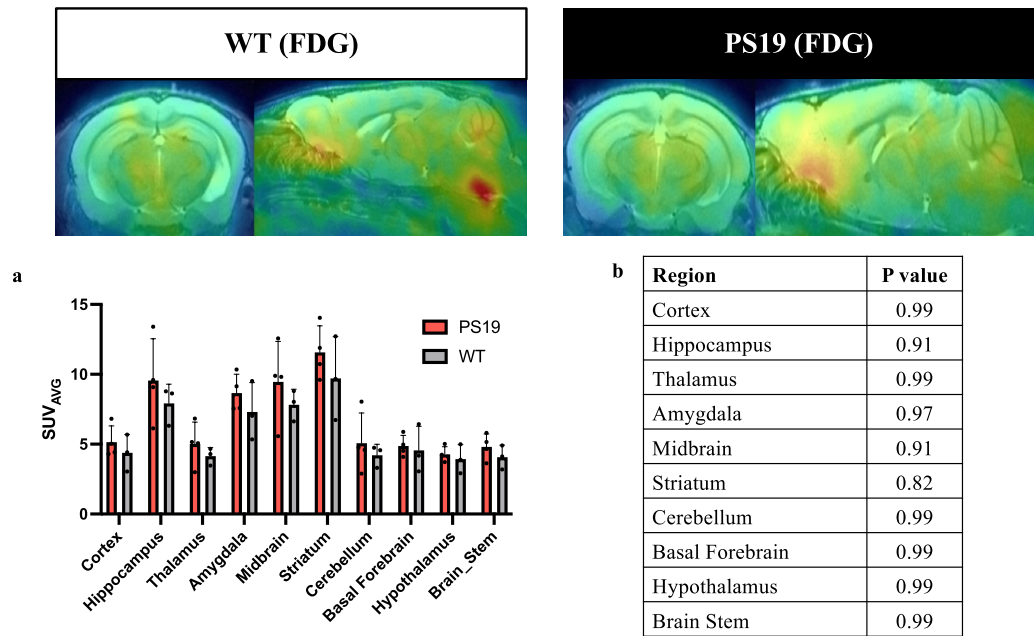 WT (FDG)
PS19 (FDG)
a
SUVAVG
15
10
5
0
PS19
WT
Cortex
Hippocampus
Thalamus
Amygdala
Midbrain
Striatum
Cerebellum
Basal Forebrain
Hypothalamus
Brain_Stem
b
Region P value
Cortex 0.99
Hippocampus 0.91
Thalamus 0.99
Amygdala 0.97
Midbrain 0.91
Striatum 0.82
Cerebellum 0.99
Basal Forebrain 0.99
Hypothalamus 0.99
Brain Stem 0.99